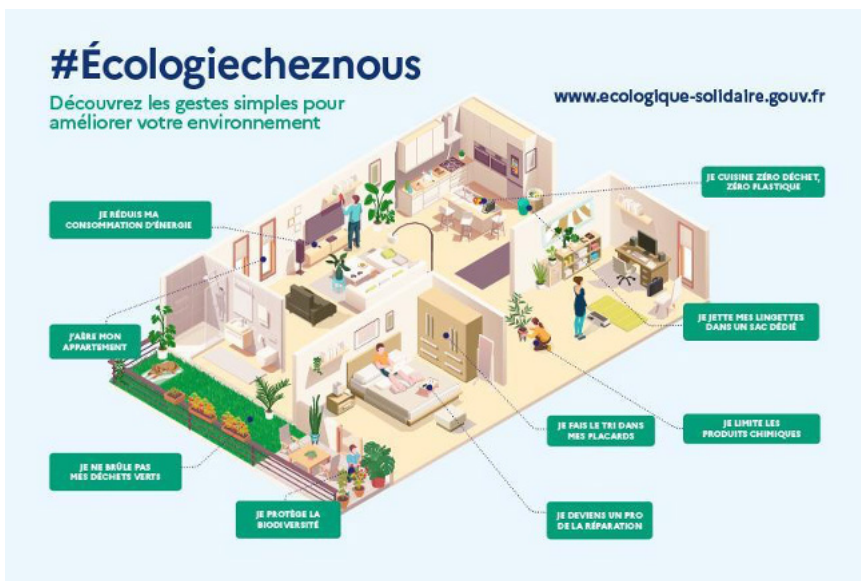 #Écologiecheznous
Découvrez les gestes simples pour
améliorer votre environnement
www.ecologique-solidaire.gouv.fr
JE CUISINE ZÉRO DÉCHET,
ZÉRO PLASTIQUE
JE RÉDUIS MA
CONSOMMATION D'ÉNERGIE
JE JETTE MES LINGETTES
DANS UN SAC DÉDIÉ
J'AÈRE MON
APPARTEMENT
JE FAIS LE TRI DANS
MES PLACARDS
JE LIMITE LES
PRODUITS CHIMIQUES
JE NE BRÛLE PAS
MES DÉCHETS VERTS
JE PROTÈGE LA
BIODIVERSITÉ
JE DEVIENS UN PRO
DE LA RÉPARATION